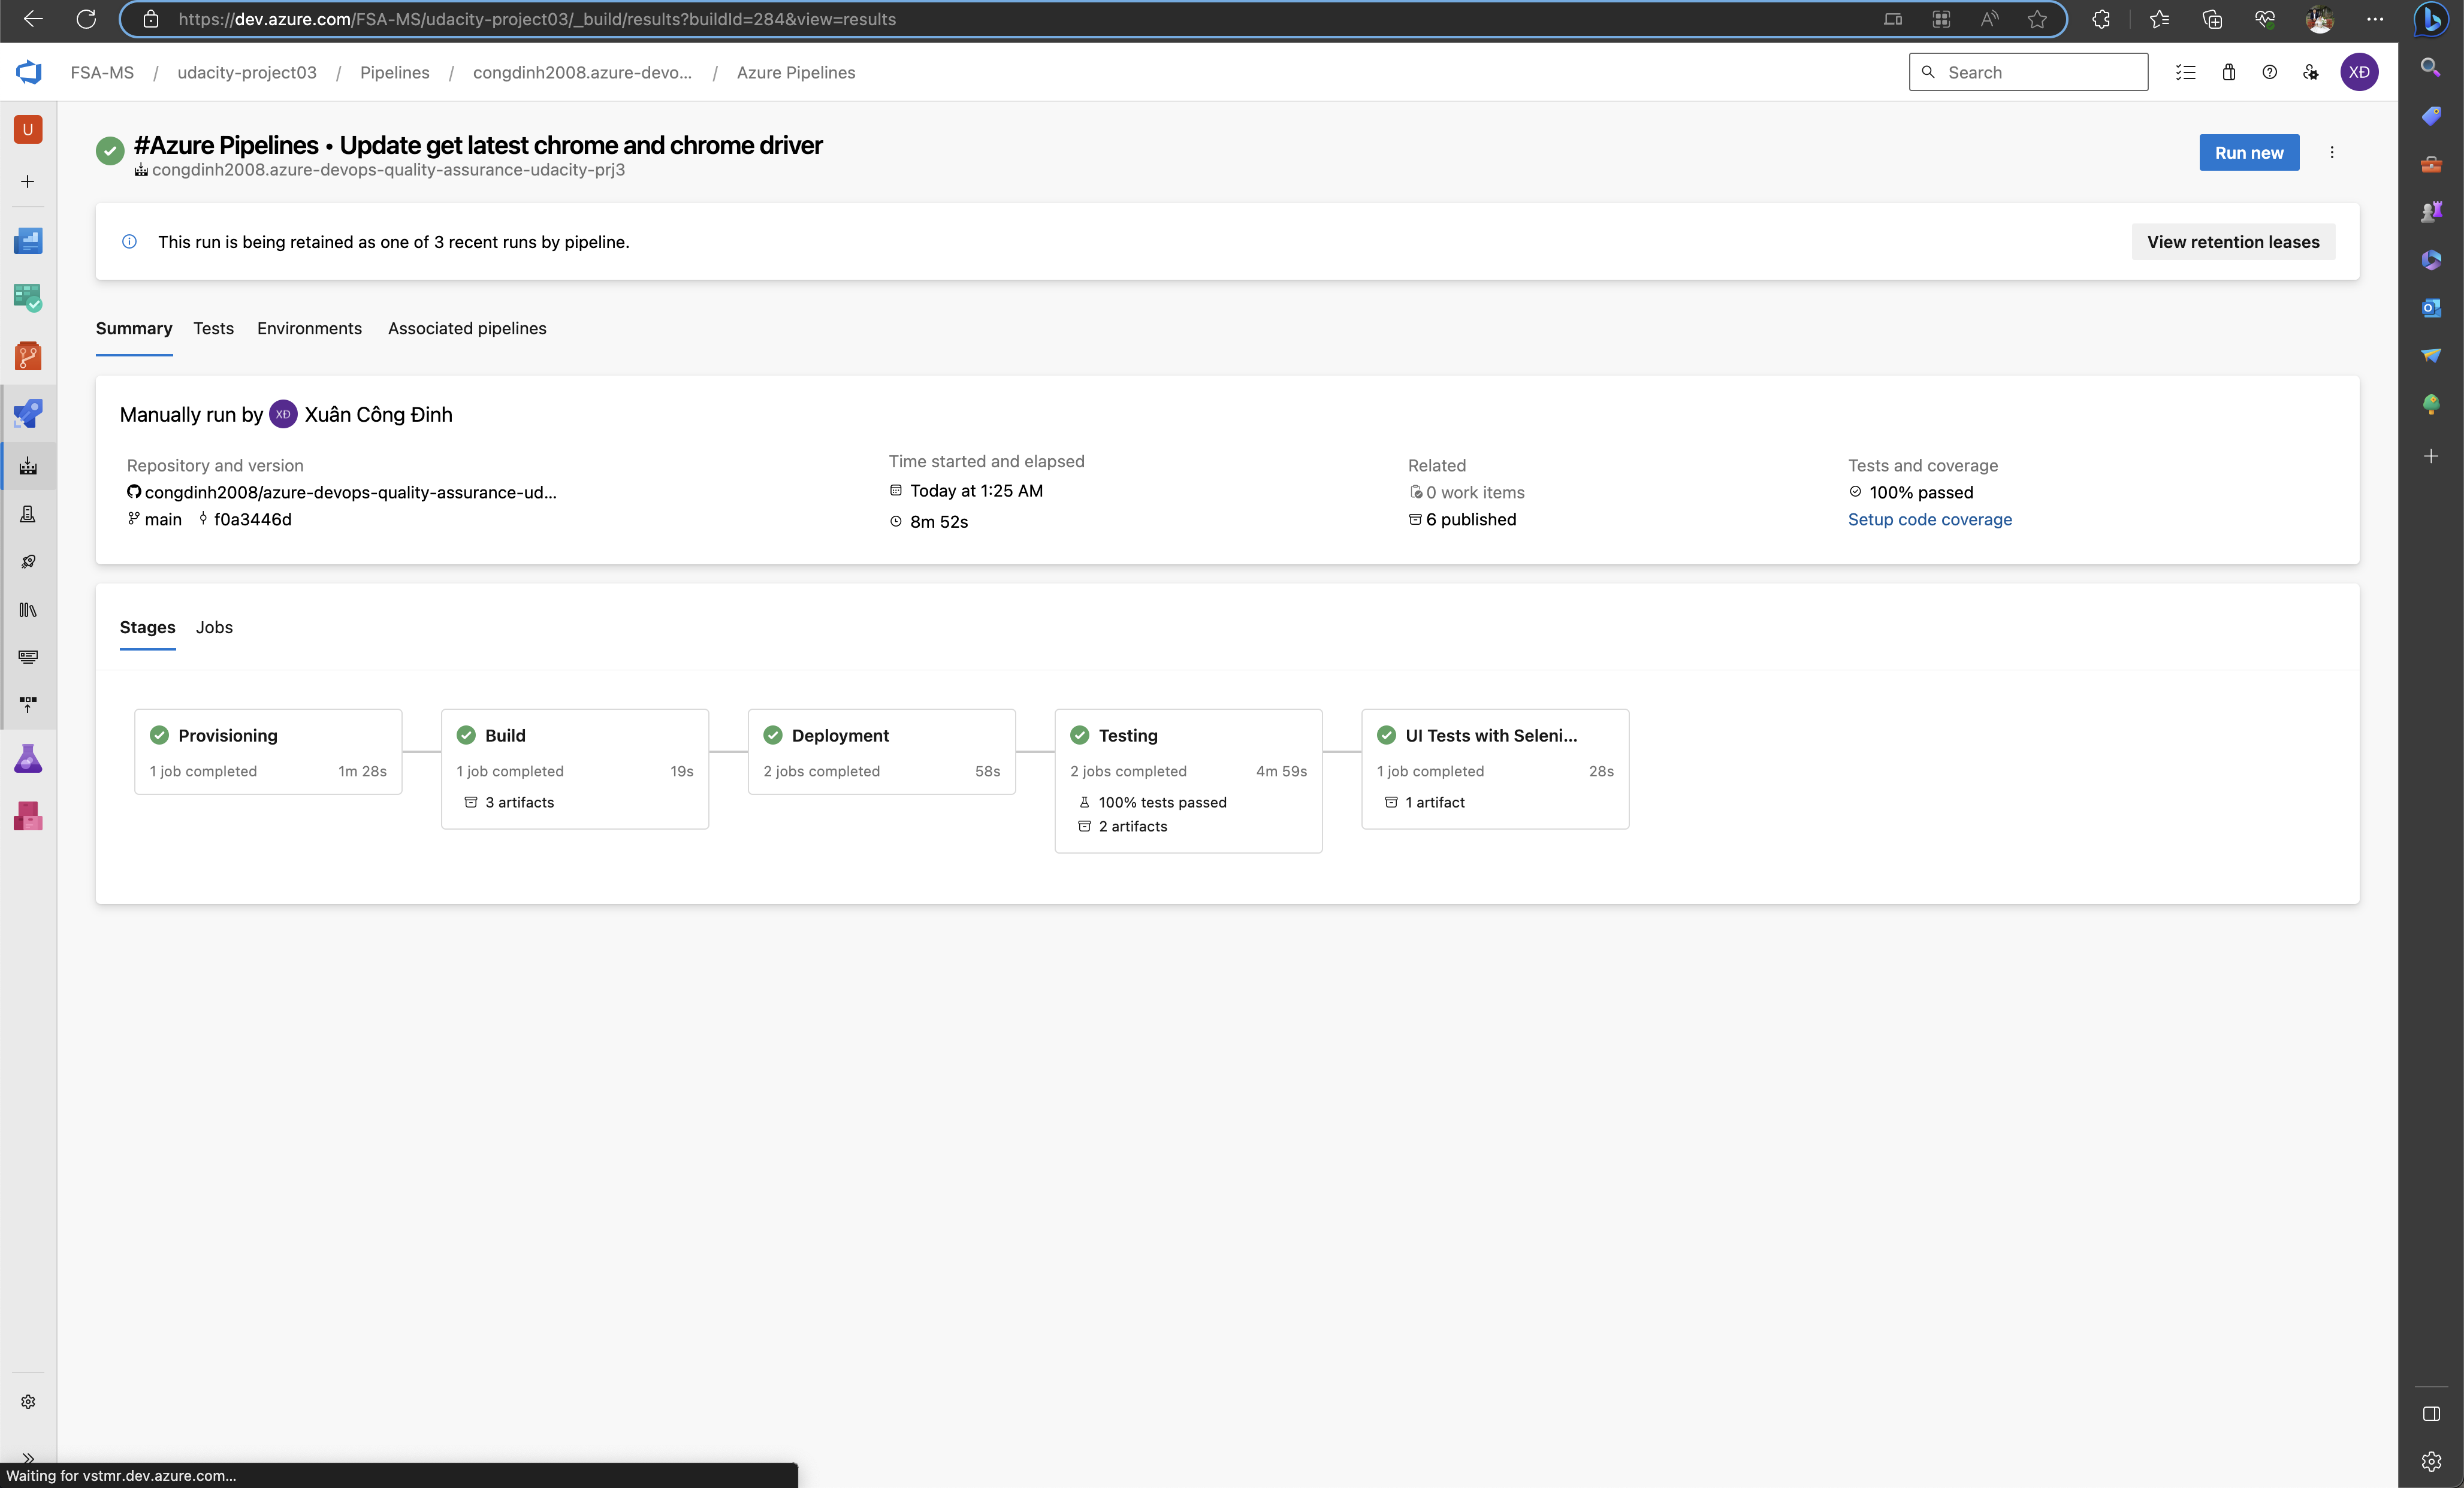 https://dev.azure.com/FSA-MS/udacity-project03/_build/results?buildId=284&view=results
FSA-MS / udacity-project03 / Pipelines / congdinh2008.azure-devo... / Azure Pipelines
Search
XĐ
U
#Azure Pipelines • Update get latest chrome and chrome driver
congdinh2008.azure-devops-quality-assurance-udacity-prj3
Run new
This run is being retained as one of 3 recent runs by pipeline.
View retention leases
Summary Tests Environments Associated pipelines
Manually run by XĐ Xuân Công Đinh
Repository and version
congdinh2008/azure-devops-quality-assurance-ud...
main f0a3446d
Time started and elapsed
Today at 1:25 AM
8m 52s
Related
0 work items
6 published
Tests and coverage
100% passed
Setup code coverage
Stages Jobs
Provisioning
1 job completed 1m 28s
Build
1 job completed 19s
3 artifacts
Deployment
2 jobs completed 58s
Testing
2 jobs completed 4m 59s
100% tests passed
2 artifacts
UI Tests with Seleni...
1 job completed 28s
1 artifact
Waiting for vstmr.dev.azure.com...